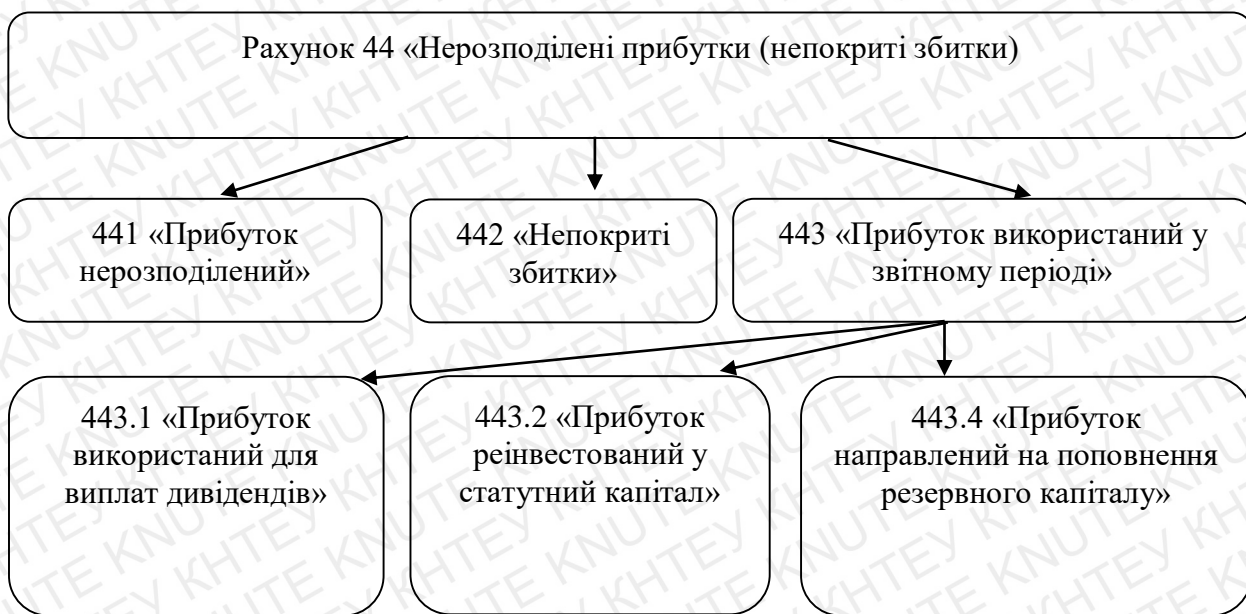 Рахунок 44 «Нерозподілені прибутки (непокриті збитки)
441 «Прибуток
нерозподілений»
442 «Непокриті
збитки»
443 «Прибуток використаний у
звітному періоді»
443.1 «Прибуток
використаний для
виплат дивідендів»
443.2 «Прибуток
реінвестований у
статутний капітал»
443.4 «Прибуток
направлений на поповнення
резервного капіталу»